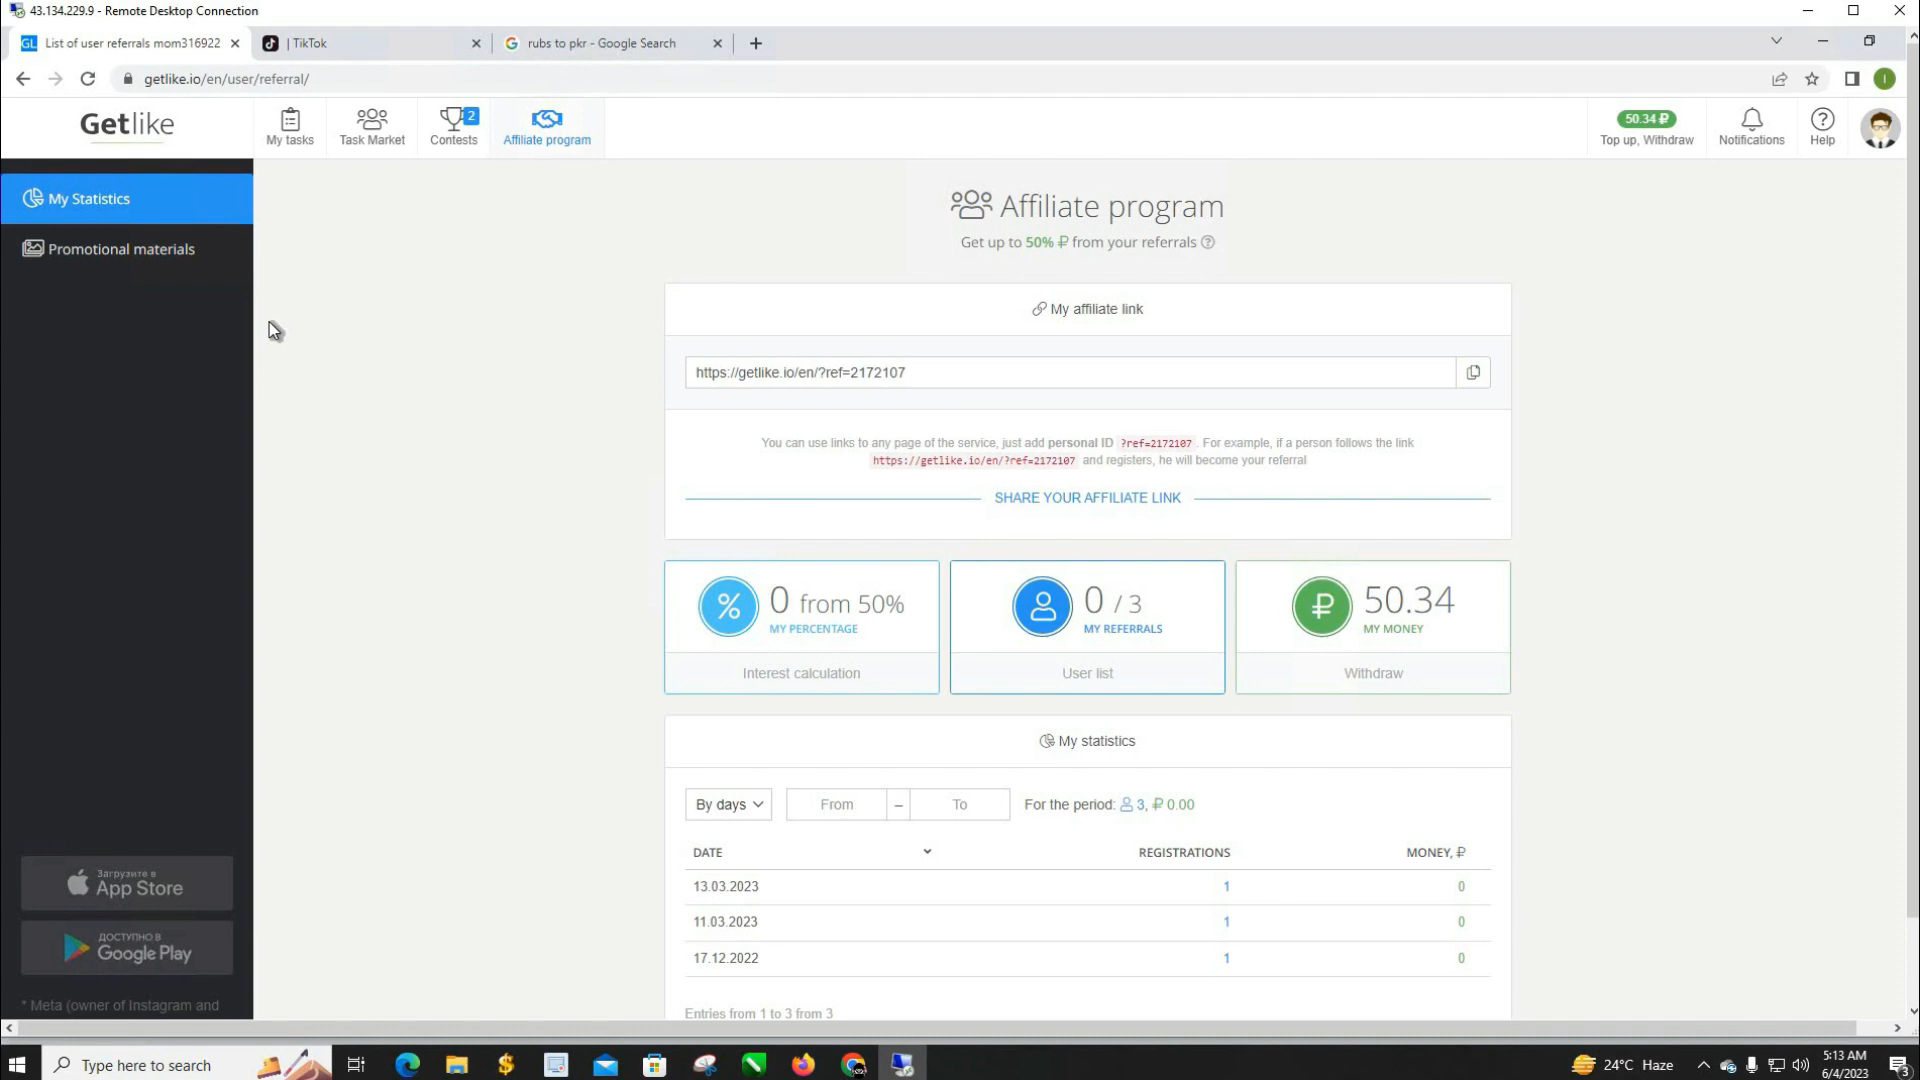 43.134.229.9 - Remote Desktop Connection
GL List of user referrals mom316922
| TikTok
rubs to pkr - Google Search
getlike.io/en/user/referral/
I
Getlike
My tasks
Task Market
2
Contests
Affiliate program
50.34 ₽
Top up, Withdraw
Notifications
Help
My Statistics
Promotional materials
Affiliate program
Get up to 50% ₽ from your referrals
My affiliate link
https://getlike.io/en/?ref=2172107
You can use links to any page of the service, just add personal ID ?ref=2172107 . For example, if a person follows the link
https://getlike.io/en/?ref=2172107 and registers, he will become your referral
SHARE YOUR AFFILIATE LINK
% 0 from 50%
MY PERCENTAGE
Interest calculation
0 / 3
MY REFERRALS
User list
₽ 50.34
MY MONEY
Withdraw
My statistics
By days
From
–
To
For the period: 3, ₽ 0.00
DATE REGISTRATIONS MONEY, ₽
13.03.2023 1 0
11.03.2023 1 0
17.12.2022 1 0
Entries from 1 to 3 from 3
Загрузите в
App Store
ДОСТУПНО В
Google Play
* Meta (owner of Instagram and
Type here to search
24°C Haze
5:13 AM
6/4/2023
3